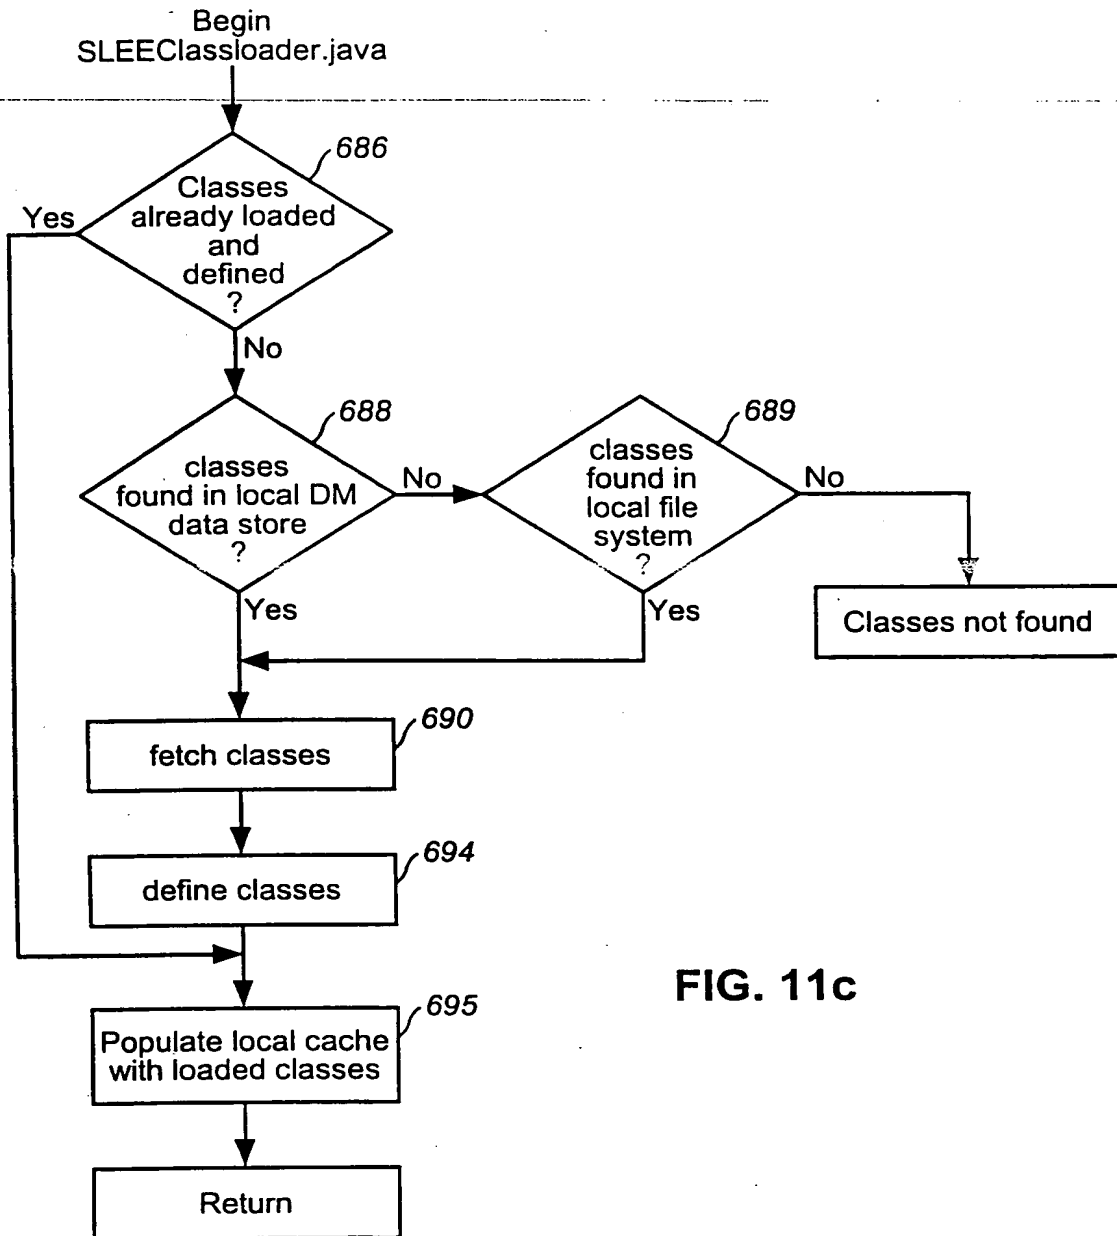 Begin
SLEEClassloader.java
686
Classes
already loaded
and
defined
?
Yes
No
688
classes
found in local DM
data store
?
No
Yes
689
classes
found in
local file
system
?
No
Yes
Classes not found
690
fetch classes
694
define classes
695
Populate local cache
with loaded classes
Return
FIG. 11c